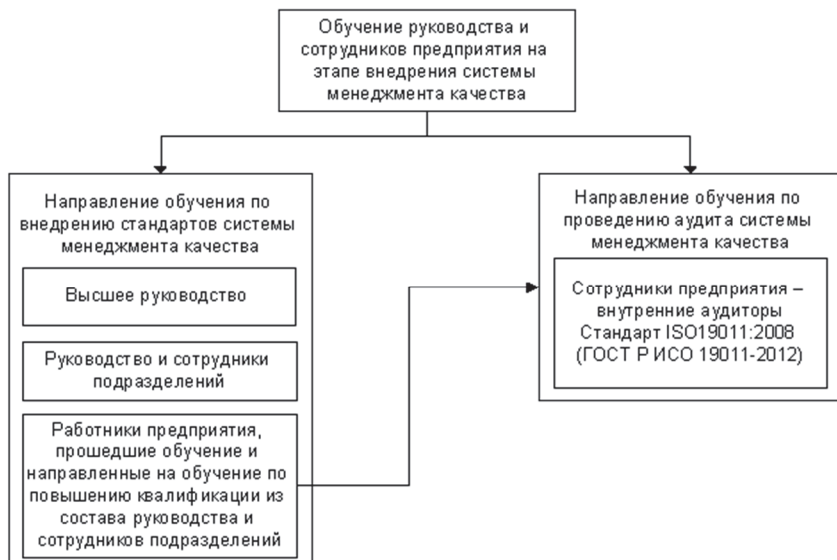 Обучение руководства и
сотрудников предприятия на
этапе внедрения системы
менеджмента качества
Направление обучения по
внедрению стандартов системы
менеджмента качества
Высшее руководство
Руководство и сотрудники
подразделений
Работники предприятия,
прошедшие обучение и
направленные на обучение по
повышению квалификации из
состава руководства и
сотрудников подразделений
Направление обучения по
проведению аудита системы
менеджмента качества
Сотрудники предприятия –
внутренние аудиторы
Стандарт ISO19011:2008
(ГОСТ Р ИСО 19011-2012)